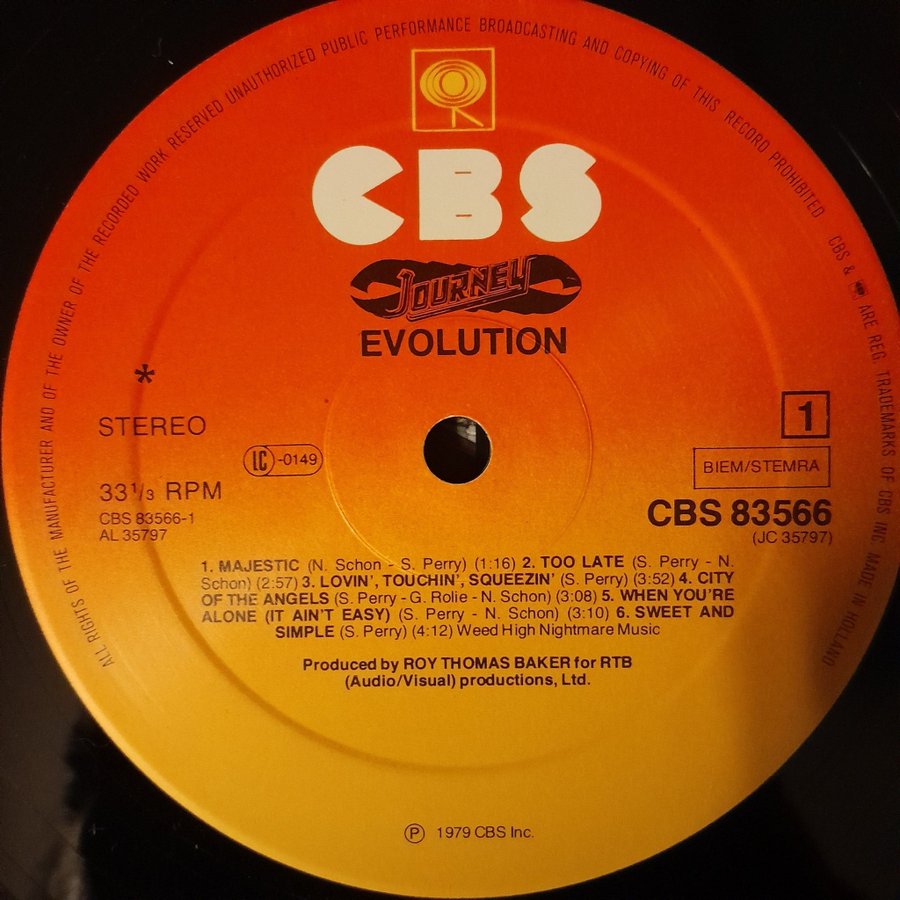 ALL RIGHTS OF THE MANUFACTURER AND OF THE OWNER OF THE RECORDED WORK RESERVED UNAUTHORIZED PUBLIC PERFORMANCE BROADCASTING AND COPYING OF THIS RECORD PROHIBITED
CBS & ARE REG. TRADEMARKS OF CBS INC. MADE IN HOLLAND
CBS
JOURNEY
EVOLUTION
*
STEREO
1
LC-0149
BIEM/STEMRA
33 1/3 RPM
CBS 83566
CBS 83566-1
(JC 35797)
AL 35797
1. MAJESTIC (N. Schon - S. Perry) (1:16) 2. TOO LATE (S. Perry - N.
Schon) (2:57) 3. LOVIN', TOUCHIN', SQUEEZIN' (S. Perry) (3:52) 4. CITY
OF THE ANGELS (S. Perry - G. Rolie - N. Schon) (3:08) 5. WHEN YOU'RE
ALONE (IT AIN'T EASY) (S. Perry - N. Schon) (3:10) 6. SWEET AND
SIMPLE (S. Perry) (4:12) Weed High Nightmare Music
Produced by ROY THOMAS BAKER for RTB
(Audio/Visual) productions, Ltd.
℗ 1979 CBS Inc.